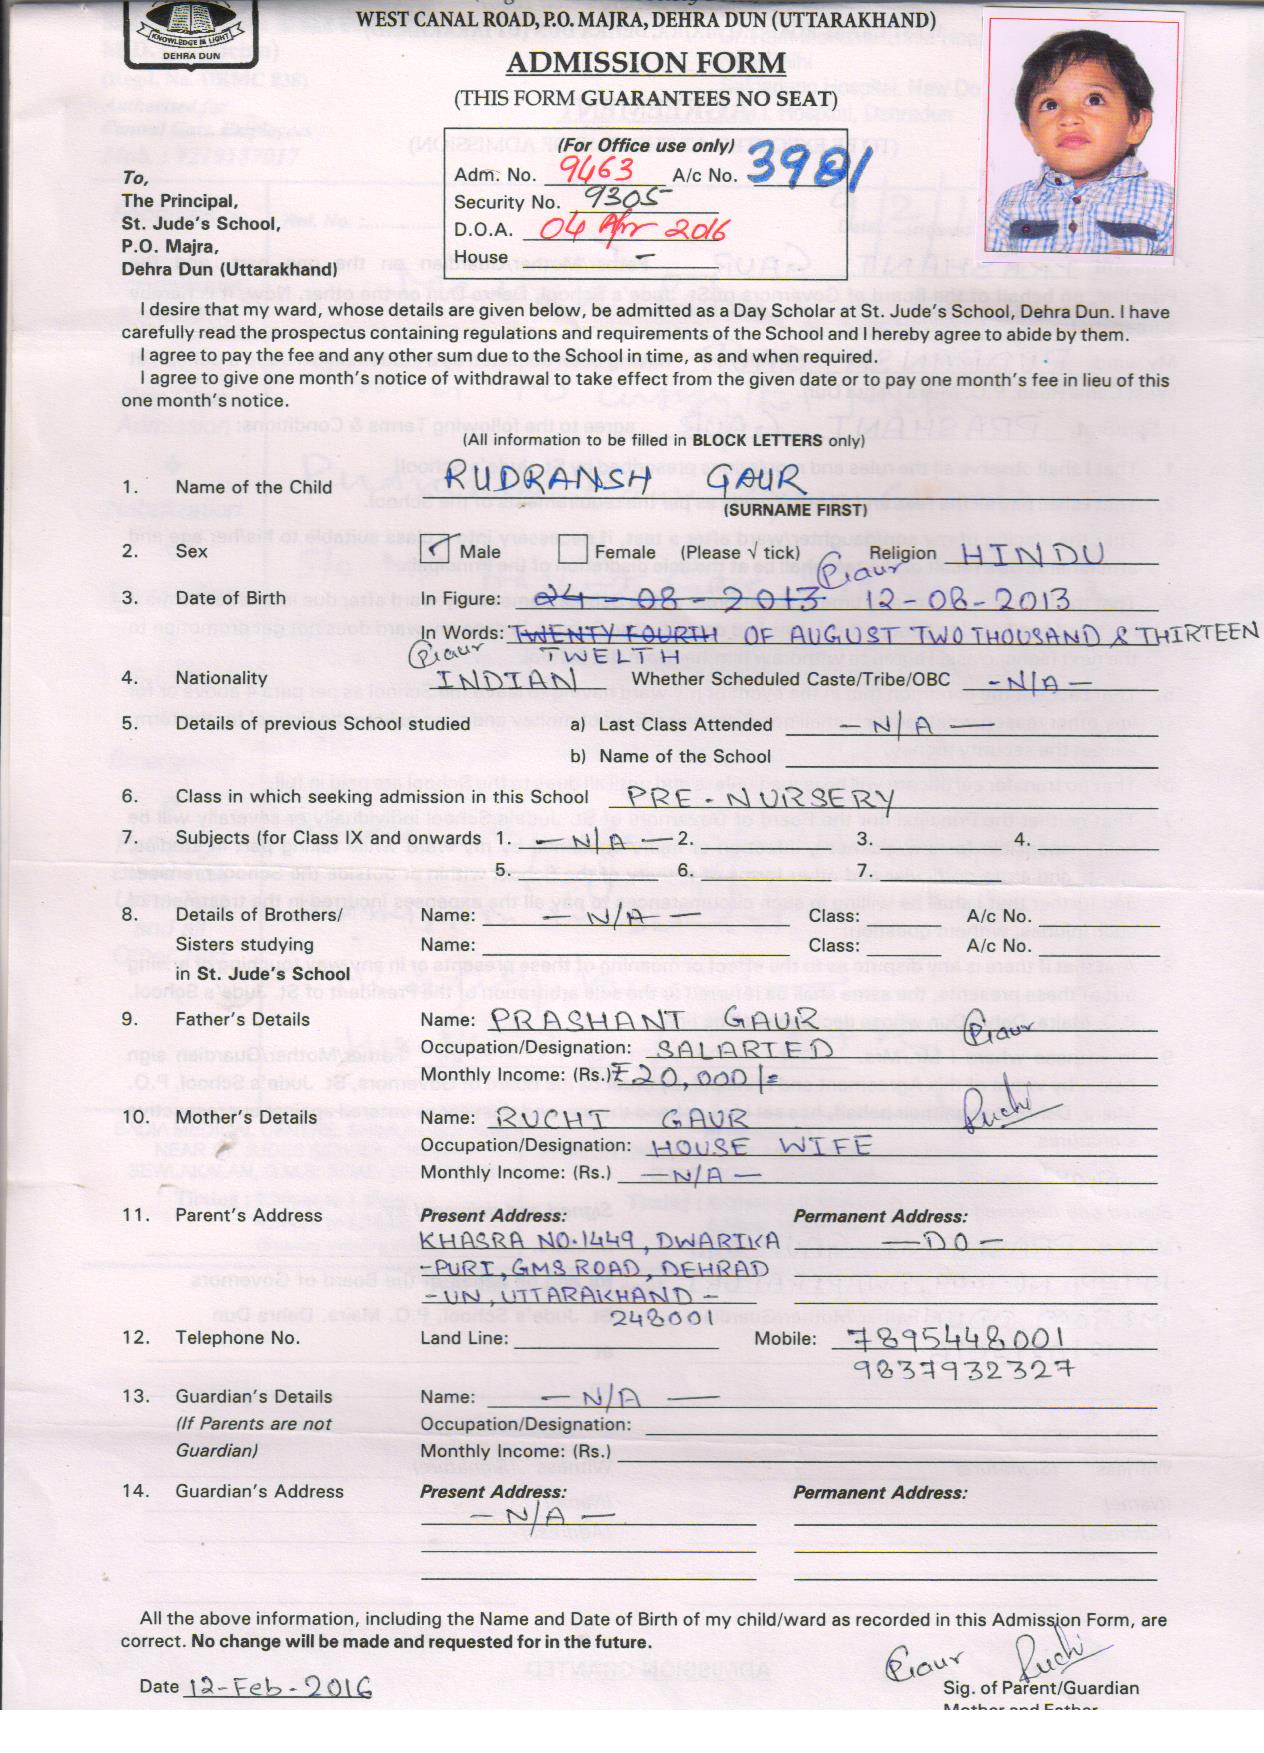 KNOWLEDGE IS LIGHT
DEHRA DUN
WEST CANAL ROAD, P.O. MAJRA, DEHRA DUN (UTTARAKHAND)
ADMISSION FORM
(THIS FORM GUARANTEES NO SEAT)
(For Office use only)
Adm. No. 9463 A/c No. 3981
Security No. 9305
D.O.A. 04 Apr 2016
House -
To,
The Principal,
St. Jude's School,
P.O. Majra,
Dehra Dun (Uttarakhand)
I desire that my ward, whose details are given below, be admitted as a Day Scholar at St. Jude's School, Dehra Dun. I have
carefully read the prospectus containing regulations and requirements of the School and I hereby agree to abide by them.
I agree to pay the fee and any other sum due to the School in time, as and when required.
I agree to give one month's notice of withdrawal to take effect from the given date or to pay one month's fee in lieu of this
one month's notice.
(All information to be filled in BLOCK LETTERS only)
1. Name of the Child RUDRANSH GAUR
(SURNAME FIRST)
2. Sex ✓ Male Female (Please √ tick) Religion HINDU
Gaur
3. Date of Birth In Figure: 24 - 08 - 2013 12-08-2013
In Words: TWENTY FOURTH OF AUGUST TWO THOUSAND & THIRTEEN
Gaur TWELTH
4. Nationality INDIAN Whether Scheduled Caste/Tribe/OBC -N/A-
5. Details of previous School studied a) Last Class Attended -N/A-
b) Name of the School
6. Class in which seeking admission in this School PRE-NURSERY
7. Subjects (for Class IX and onwards 1. -N/A- 2. 3. 4.
5. 6. 7.
8. Details of Brothers/ Name: -N/A- Class: A/c No.
Sisters studying Name: Class: A/c No.
in St. Jude's School
9. Father's Details Name: PRASHANT GAUR Gaur
Occupation/Designation: SALARIED
Monthly Income: (Rs.) ₹20,000/=
10. Mother's Details Name: RUCHI GAUR Ruchi
Occupation/Designation: HOUSE WIFE
Monthly Income: (Rs.) -N/A-
11. Parent's Address Present Address: Permanent Address:
KHASRA NO.1449, DWARIKA -DO-
-PURI, GMS ROAD, DEHRAD
-UN, UTTARAKHAND-
248001
12. Telephone No. Land Line: Mobile: 7895448001
9837932327
13. Guardian's Details Name: -N/A-
(If Parents are not Occupation/Designation:
Guardian) Monthly Income: (Rs.)
14. Guardian's Address Present Address: Permanent Address:
-N/A-
All the above information, including the Name and Date of Birth of my child/ward as recorded in this Admission Form, are
correct. No change will be made and requested for in the future.
Gaur Ruchi
Date 12-Feb-2016 Sig. of Parent/Guardian
Mother and Father